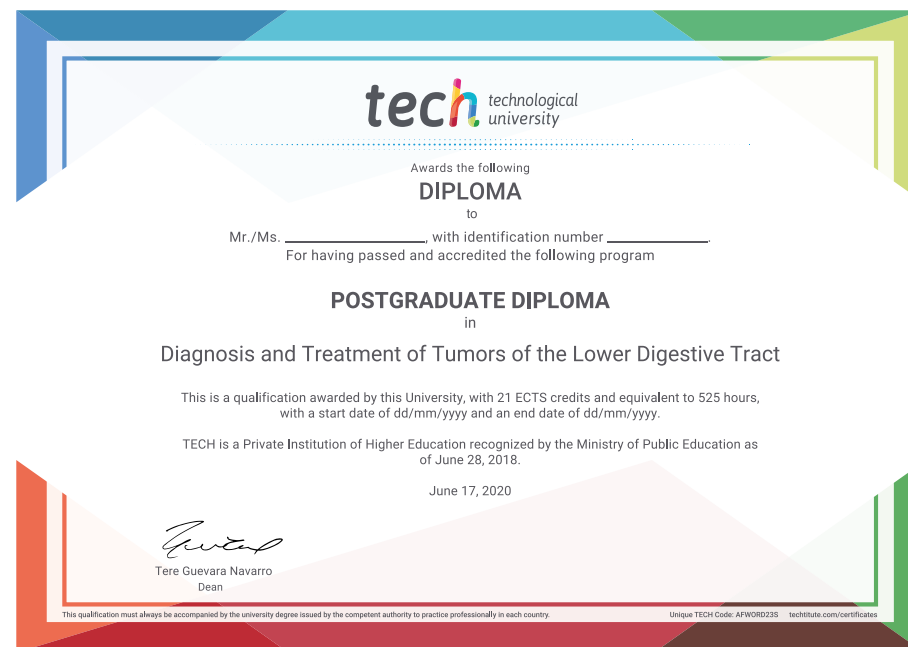 tech technological
university
Awards the following
DIPLOMA
to
Mr./Ms. ____________________, with identification number ______________.
For having passed and accredited the following program
POSTGRADUATE DIPLOMA
in
Diagnosis and Treatment of Tumors of the Lower Digestive Tract
This is a qualification awarded by this University, with 21 ECTS credits and equivalent to 525 hours,
with a start date of dd/mm/yyyy and an end date of dd/mm/yyyy.
TECH is a Private Institution of Higher Education recognized by the Ministry of Public Education as
of June 28, 2018.
June 17, 2020
Tere Guevara Navarro
Dean
This qualification must always be accompanied by the university degree issued by the competent authority to practice professionally in each country. Unique TECH Code: AFWORD23S techtitute.com/certificates